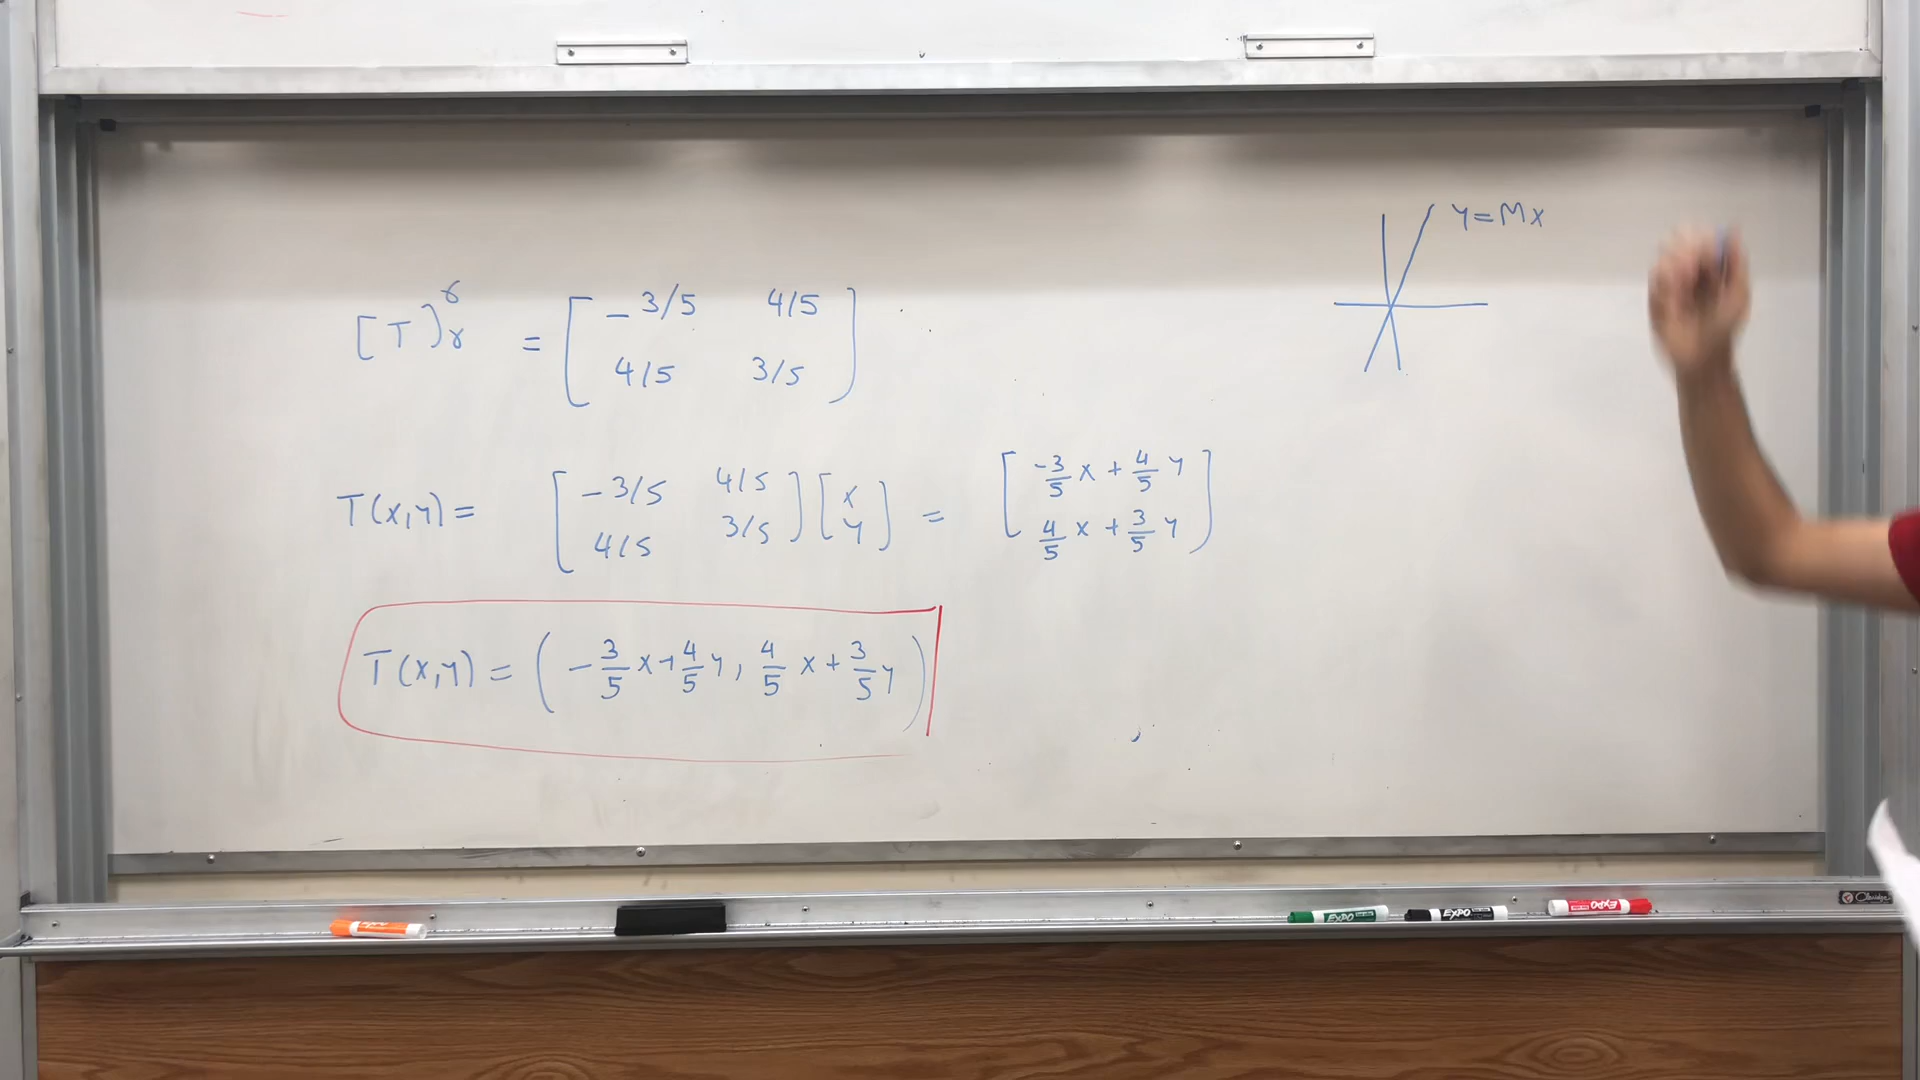 y = Mx
[T]ᵞᵧ = [ -3/5 4/5
4/5 3/5 ]
T(x,y) = [ -3/5 4/5
4/5 3/5 ] [ x
y ] = [ -3/5 x + 4/5 y
4/5 x + 3/5 y ]
T(x,y) = ( -3/5 x + 4/5 y, 4/5 x + 3/5 y )
EXPO
EXPO
EXPO